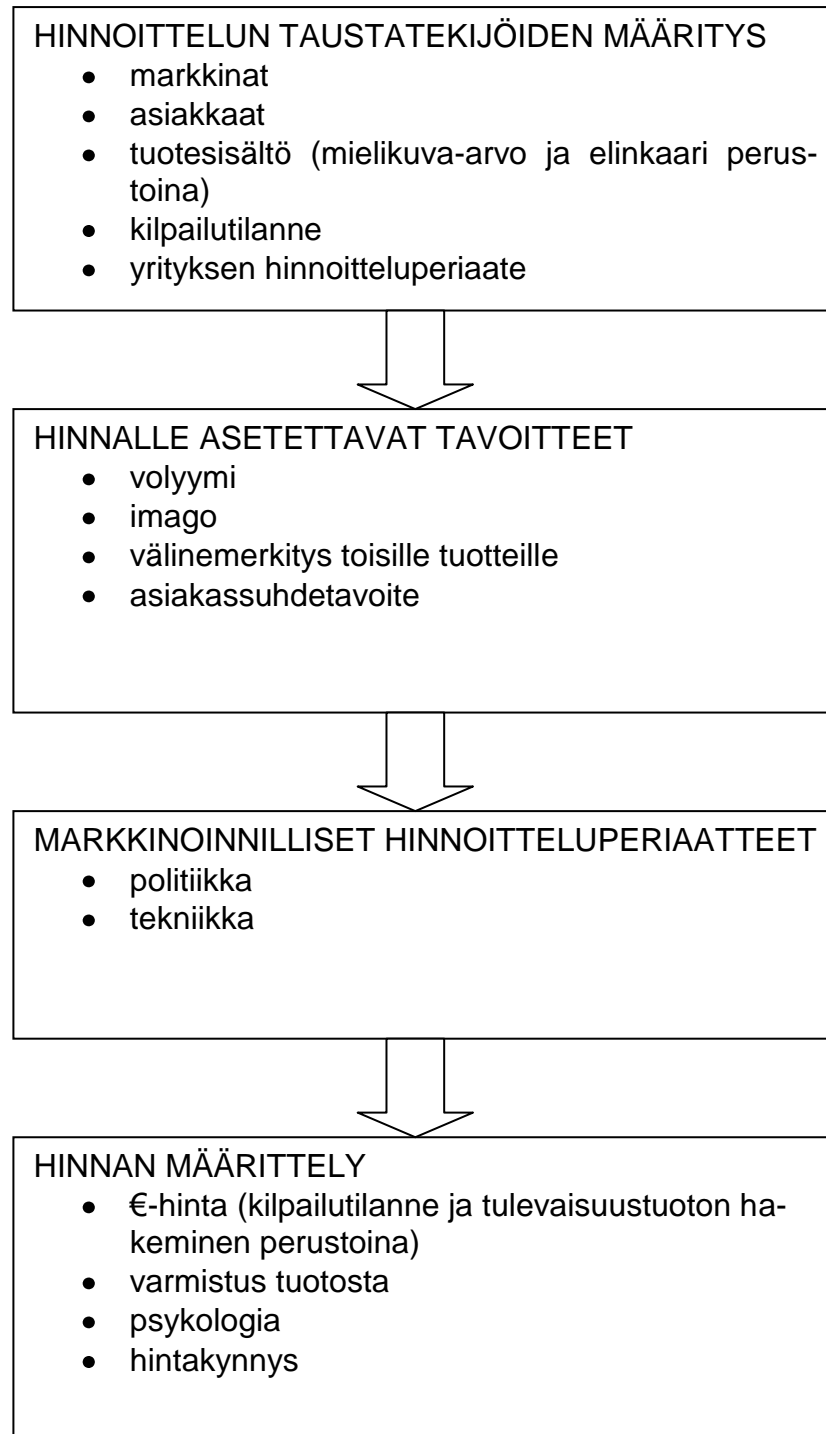 HINNOITTELUN TAUSTATEKIJÖIDEN MÄÄRITYS
• markkinat
• asiakkaat
• tuotesisältö (mielikuva-arvo ja elinkaari perus-
toina)
• kilpailutilanne
• yrityksen hinnoitteluperiaate
HINNALLE ASETETTAVAT TAVOITTEET
• volyymi
• imago
• välinemerkitys toisille tuotteille
• asiakassuhdetavoite
MARKKINOINNILLISET HINNOITTELUPERIAATTEET
• politiikka
• tekniikka
HINNAN MÄÄRITTELY
• €-hinta (kilpailutilanne ja tulevaisuustuoton ha-
keminen perustoina)
• varmistus tuotosta
• psykologia
• hintakynnys